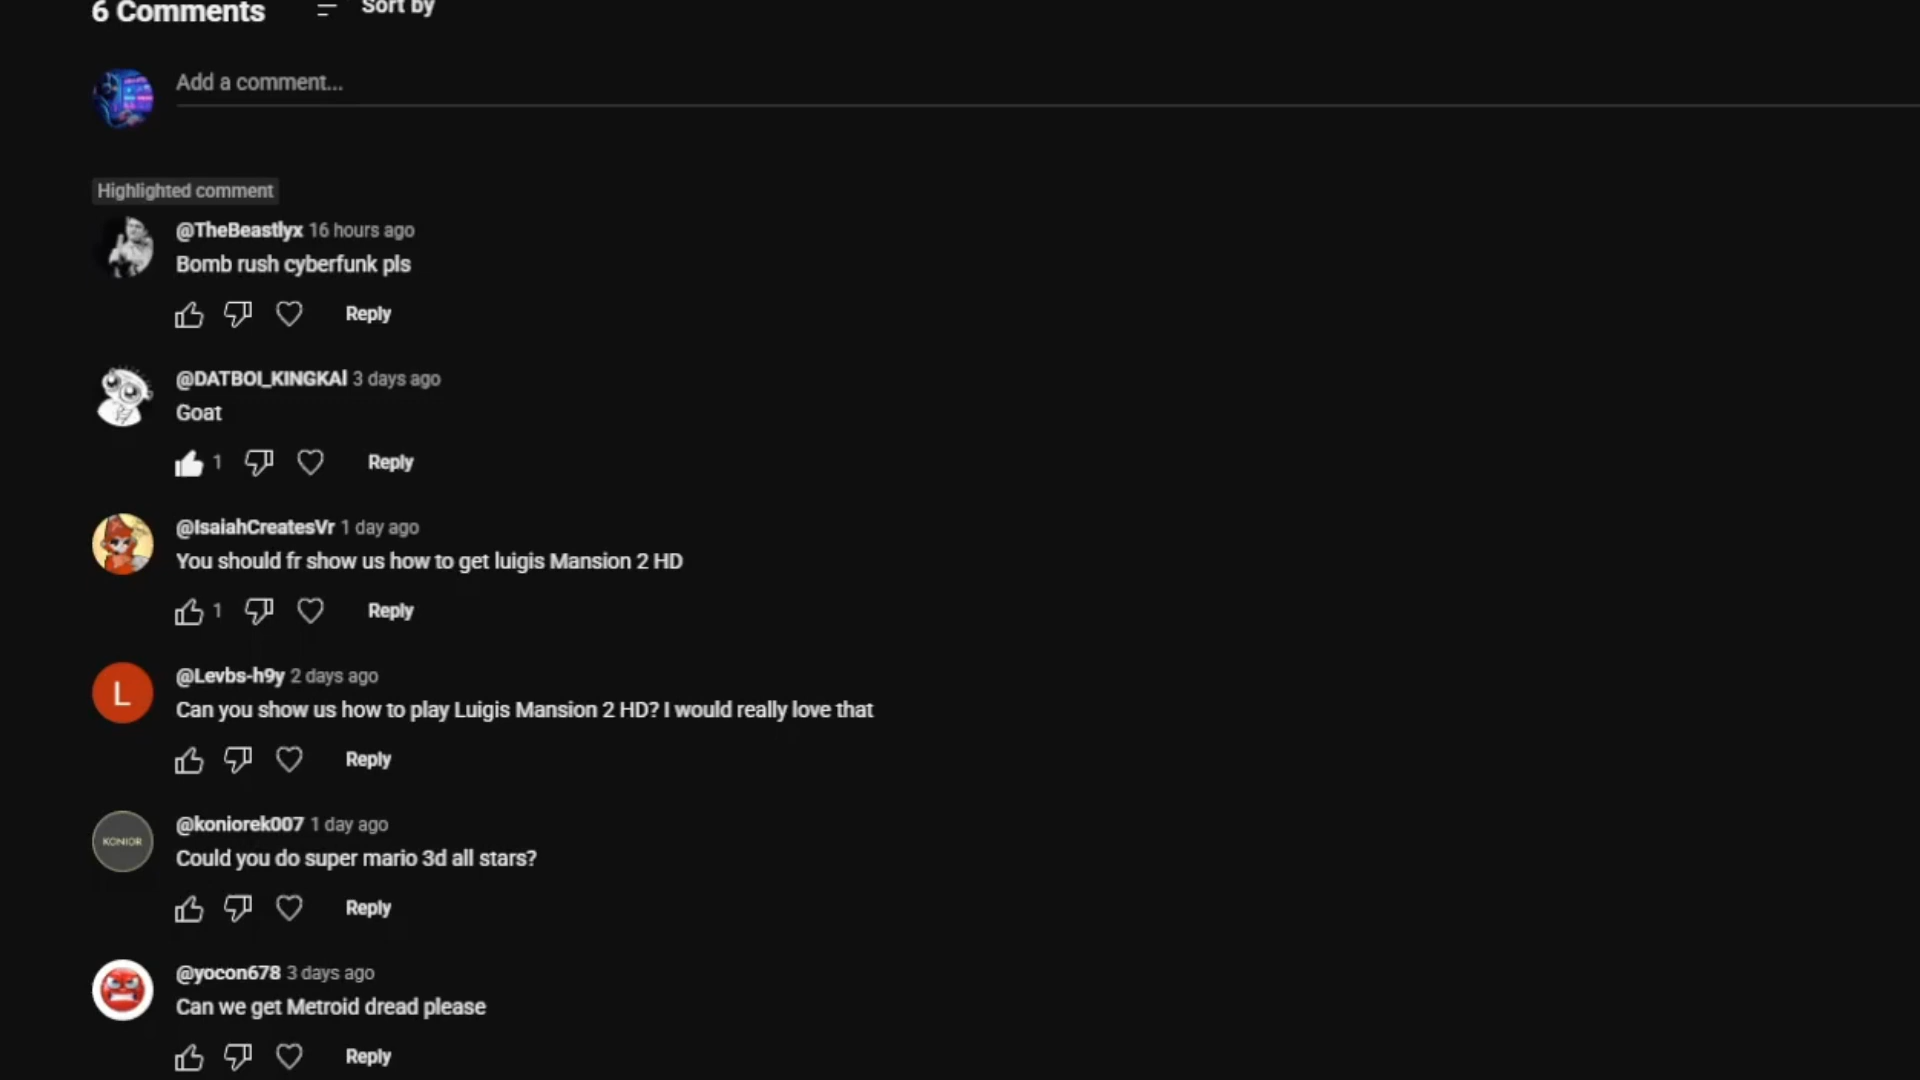 6 Comments
Sort by
Add a comment...
Highlighted comment
@TheBeastlyx 16 hours ago
Bomb rush cyberfunk pls
Reply
@DATBOI_KINGKAI 3 days ago
Goat
1
Reply
@IsaiahCreatesVr 1 day ago
You should fr show us how to get luigis Mansion 2 HD
1
Reply
L
@Levbs-h9y 2 days ago
Can you show us how to play Luigis Mansion 2 HD? I would really love that
Reply
KONIOR
@koniorek007 1 day ago
Could you do super mario 3d all stars?
Reply
@yocon678 3 days ago
Can we get Metroid dread please
Reply